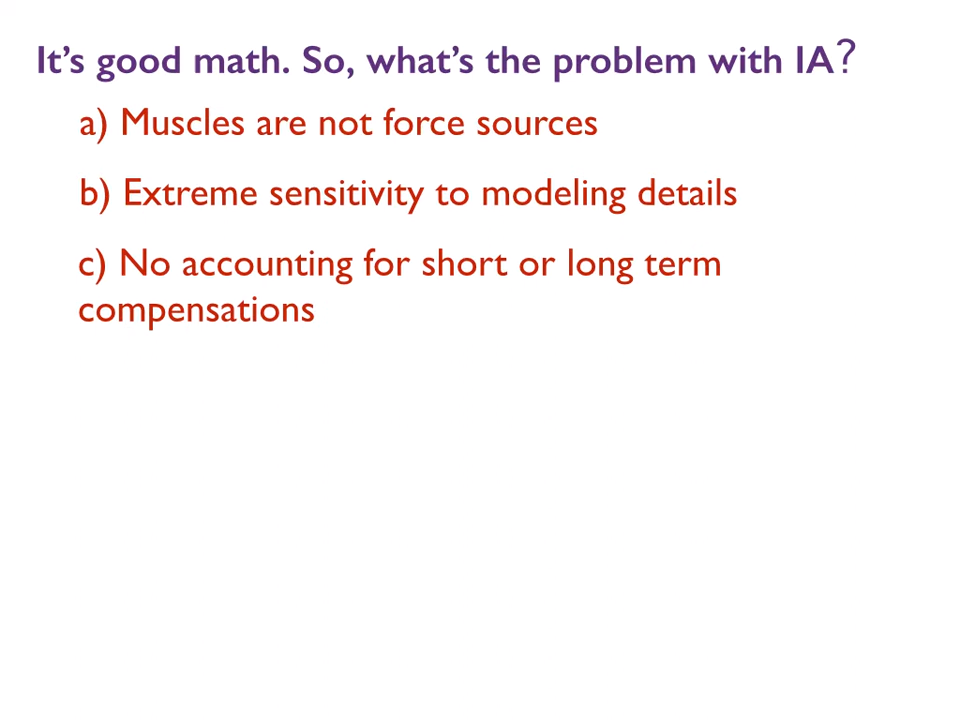 It’s good math. So, what’s the problem with IA?
a) Muscles are not force sources
b) Extreme sensitivity to modeling details
c) No accounting for short or long term
compensations